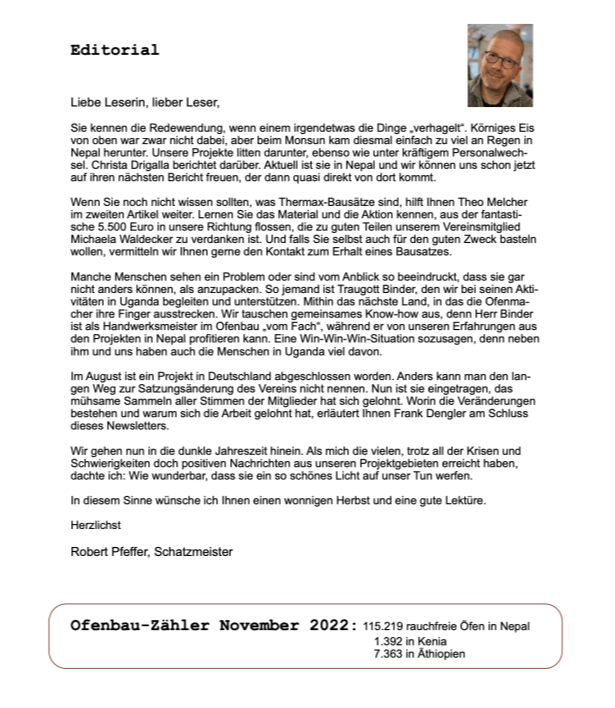 Editorial
Liebe Leserin, lieber Leser,
Sie kennen die Redewendung, wenn einem irgendetwas die Dinge „verhagelt“. Körniges Eis
von oben war zwar nicht dabei, aber beim Monsun kam diesmal einfach zu viel an Regen in
Nepal herunter. Unsere Projekte litten darunter, ebenso wie unter kräftigem Personalwech-
sel. Christa Drigalla berichtet darüber. Aktuell ist sie in Nepal und wir können uns schon jetzt
auf ihren nächsten Bericht freuen, der dann quasi direkt von dort kommt.
Wenn Sie noch nicht wissen sollten, was Thermax-Bausätze sind, hilft Ihnen Theo Melcher
im zweiten Artikel weiter. Lernen Sie das Material und die Aktion kennen, aus der fantasti-
sche 5.500 Euro in unsere Richtung flossen, die zu guten Teilen unserem Vereinsmitglied
Michaela Waldecker zu verdanken ist. Und falls Sie selbst auch für den guten Zweck basteln
wollen, vermitteln wir Ihnen gerne den Kontakt zum Erhalt eines Bausatzes.
Manche Menschen sehen ein Problem oder sind vom Anblick so beeindruckt, dass sie gar
nicht anders können, als anzupacken. So jemand ist Traugott Binder, den wir bei seinen Akti-
vitäten in Uganda begleiten und unterstützen. Mithin das nächste Land, in das die Ofenma-
cher ihre Finger ausstrecken. Wir tauschen gemeinsames Know-how aus, denn Herr Binder
ist als Handwerksmeister im Ofenbau „vom Fach“, während er von unseren Erfahrungen aus
den Projekten in Nepal profitieren kann. Eine Win-Win-Win-Situation sozusagen, denn neben
ihm und uns haben auch die Menschen in Uganda viel davon.
Im August ist ein Projekt in Deutschland abgeschlossen worden. Anders kann man den lan-
gen Weg zur Satzungsänderung des Vereins nicht nennen. Nun ist sie eingetragen, das
mühsame Sammeln aller Stimmen der Mitglieder hat sich gelohnt. Worin die Veränderungen
bestehen und warum sich die Arbeit gelohnt hat, erläutert Ihnen Frank Dengler am Schluss
dieses Newsletters.
Wir gehen nun in die dunkle Jahreszeit hinein. Als mich die vielen, trotz all der Krisen und
Schwierigkeiten doch positiven Nachrichten aus unseren Projektgebieten erreicht haben,
dachte ich: Wie wunderbar, dass sie ein so schönes Licht auf unser Tun werfen.
In diesem Sinne wünsche ich Ihnen einen wonnigen Herbst und eine gute Lektüre.
Herzlichst
Robert Pfeffer, Schatzmeister
Ofenbau-Zähler November 2022: 115.219 rauchfreie Öfen in Nepal
1.392 in Kenia
7.363 in Äthiopien